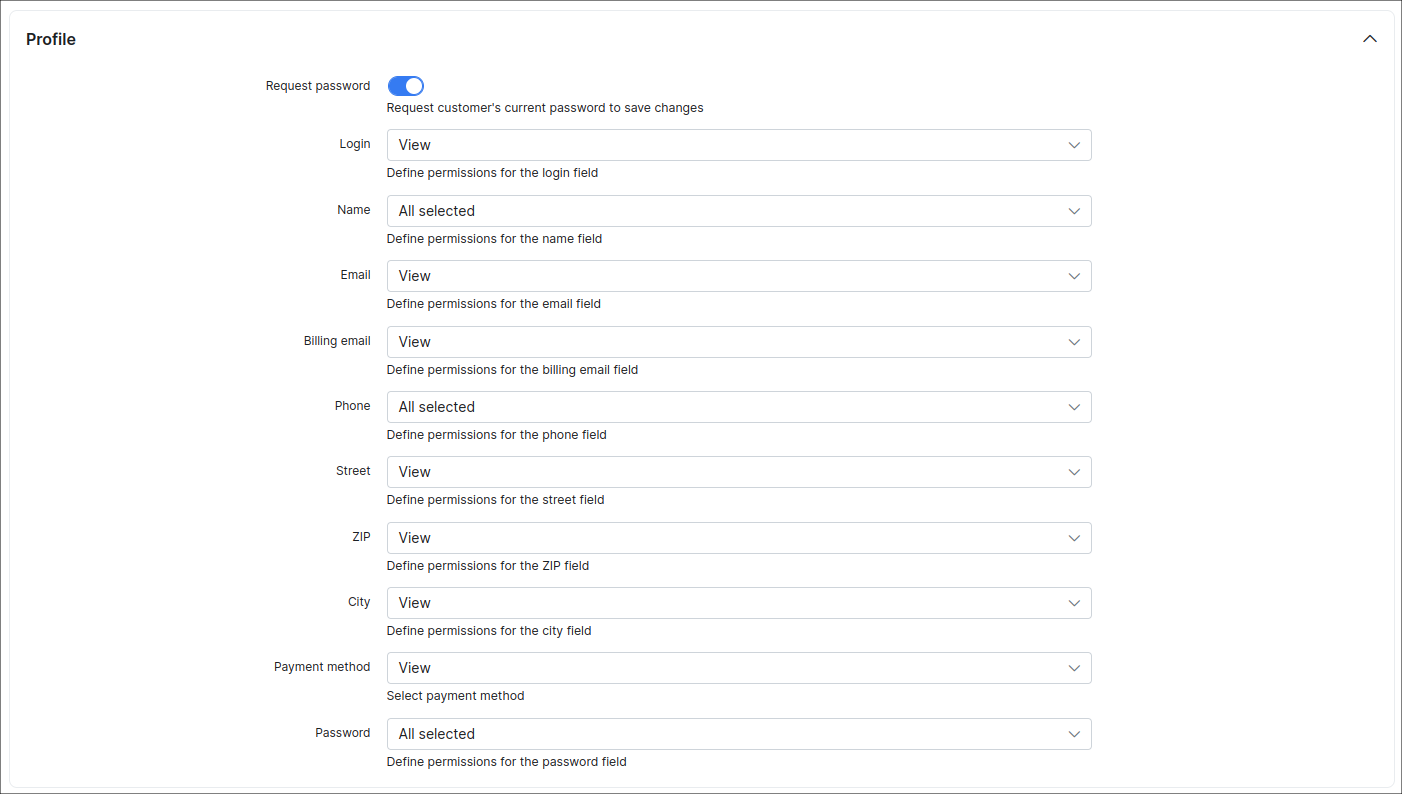 Profile
Request password
Request customer's current password to save changes
Login View
Define permissions for the login field
Name All selected
Define permissions for the name field
Email View
Define permissions for the email field
Billing email View
Define permissions for the billing email field
Phone All selected
Define permissions for the phone field
Street View
Define permissions for the street field
ZIP View
Define permissions for the ZIP field
City View
Define permissions for the city field
Payment method View
Select payment method
Password All selected
Define permissions for the password field